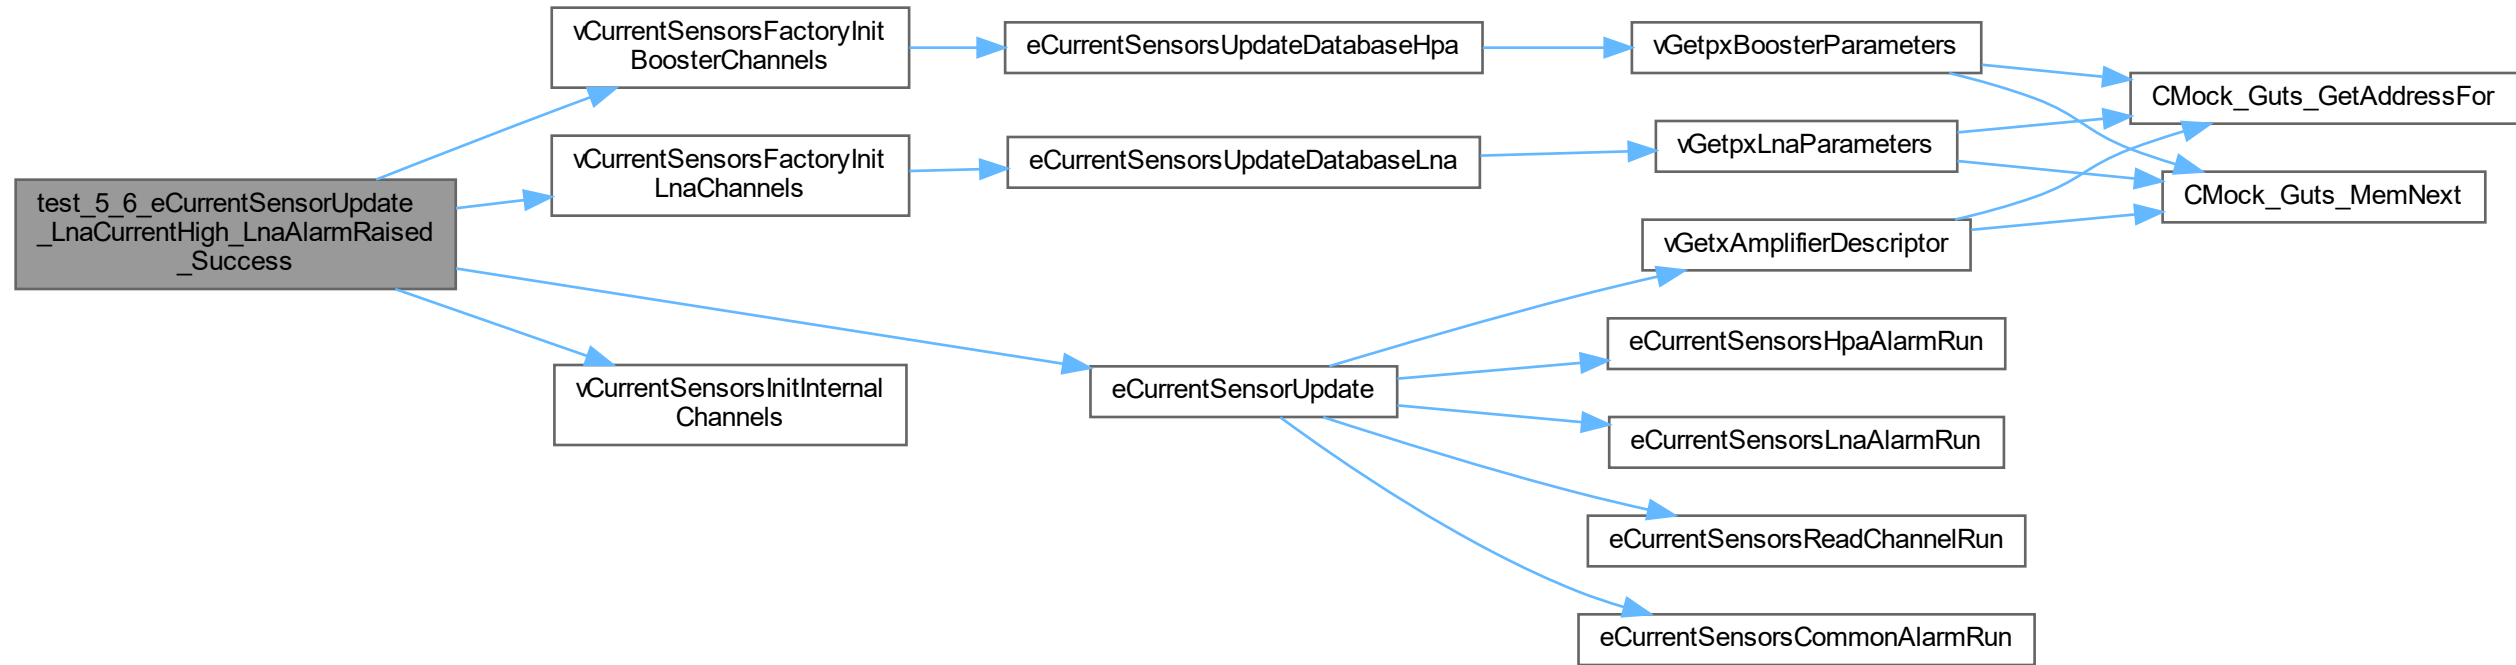 vCurrentSensorsFactoryInit
BoosterChannels
eCurrentSensorsUpdateDatabaseHpa
vGetpxBoosterParameters
CMock_Guts_GetAddressFor
vCurrentSensorsFactoryInit
LnaChannels
eCurrentSensorsUpdateDatabaseLna
vGetpxLnaParameters
CMock_Guts_MemNext
test_5_6_eCurrentSensorUpdate
_LnaCurrentHigh_LnaAlarmRaised
_Success
vGetxAmplifierDescriptor
eCurrentSensorsHpaAlarmRun
vCurrentSensorsInitInternal
Channels
eCurrentSensorUpdate
eCurrentSensorsLnaAlarmRun
eCurrentSensorsReadChannelRun
eCurrentSensorsCommonAlarmRun